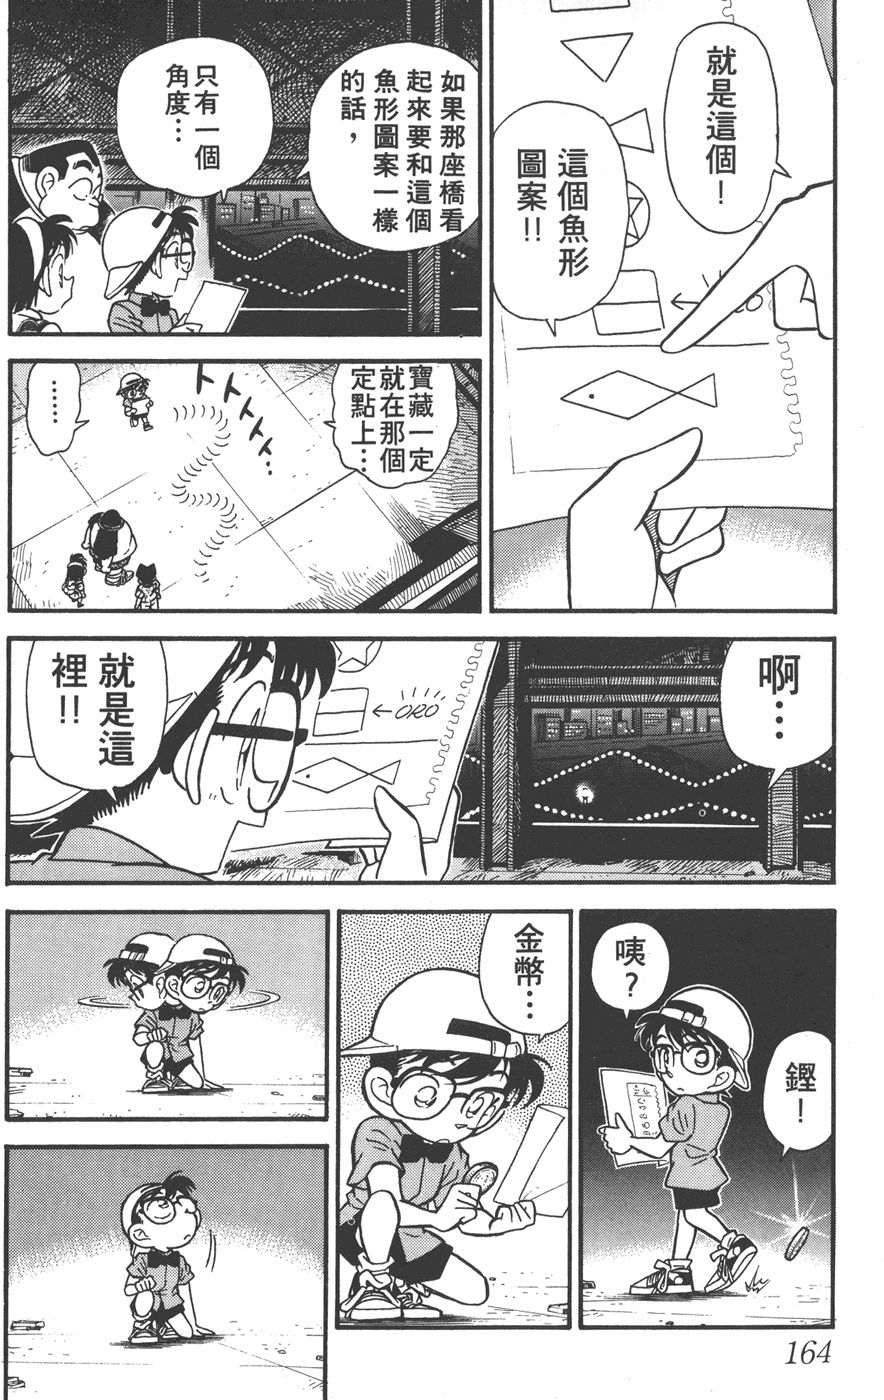 就是這個！
這個魚形
圖案!!
ORO
如果那座橋看
起來要和這個
魚形圖案一樣
的話，
只有一個
角度…
寶藏一定
就在那個
定點上…
……
トトトト…
啊…
←ORO
就是這
裡!!
咦？
鏗！
金幣…
164